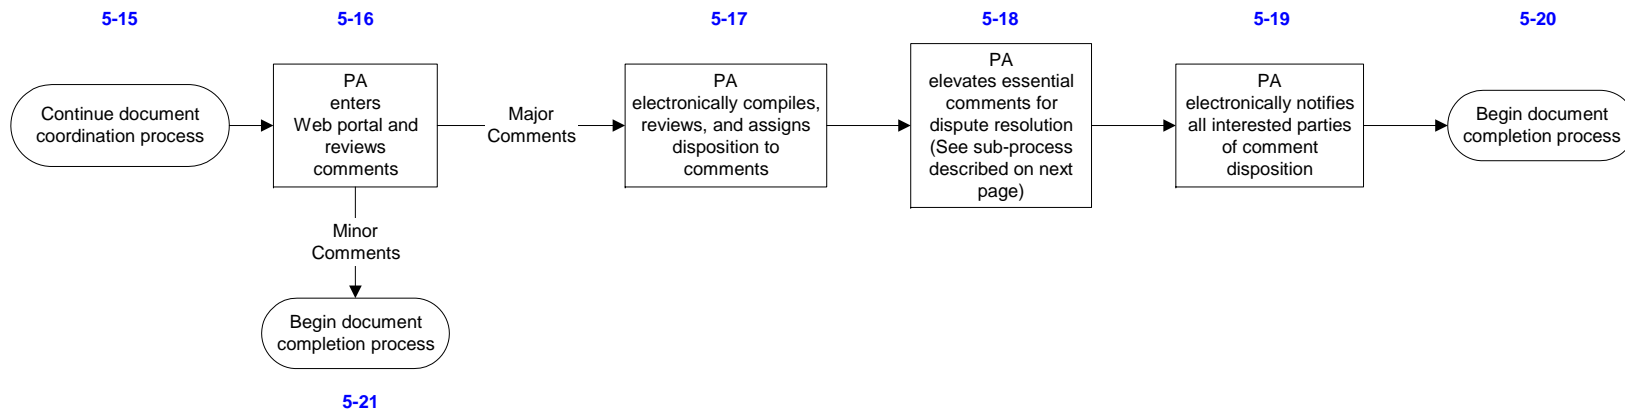 5-15
5-16
5-17
5-18
5-19
5-20
Continue document
coordination process
PA
enters
Web portal and
reviews
comments
Major
Comments
PA
electronically compiles,
reviews, and assigns
disposition to
comments
PA
elevates essential
comments for
dispute resolution
(See sub-process
described on next
page)
PA
electronically notifies
all interested parties
of comment
disposition
Begin document
completion process
Minor
Comments
Begin document
completion process
5-21